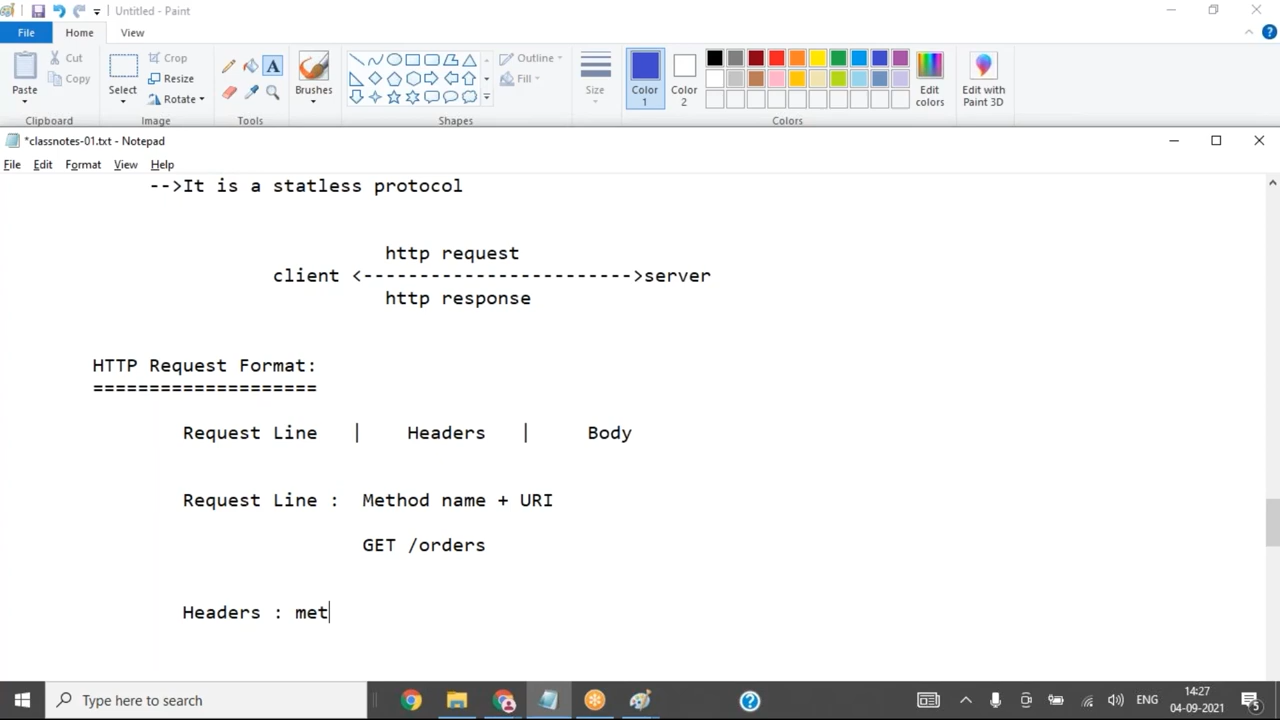 Untitled - Paint
File Home View
Paste
Cut
Copy
Clipboard
Select
Crop
Resize
Rotate
Image
A
Tools
Brushes
Outline
Fill
Shapes
Size
Color 1
Color 2
Edit colors
Colors
Edit with Paint 3D
*classnotes-01.txt - Notepad
File Edit Format View Help
-->It is a statless protocol
http request
client <------------------------>server
http response
HTTP Request Format:
====================
Request Line | Headers | Body
Request Line : Method name + URI
GET /orders
Headers : met
Type here to search
ENG
14:27
04-09-2021
5